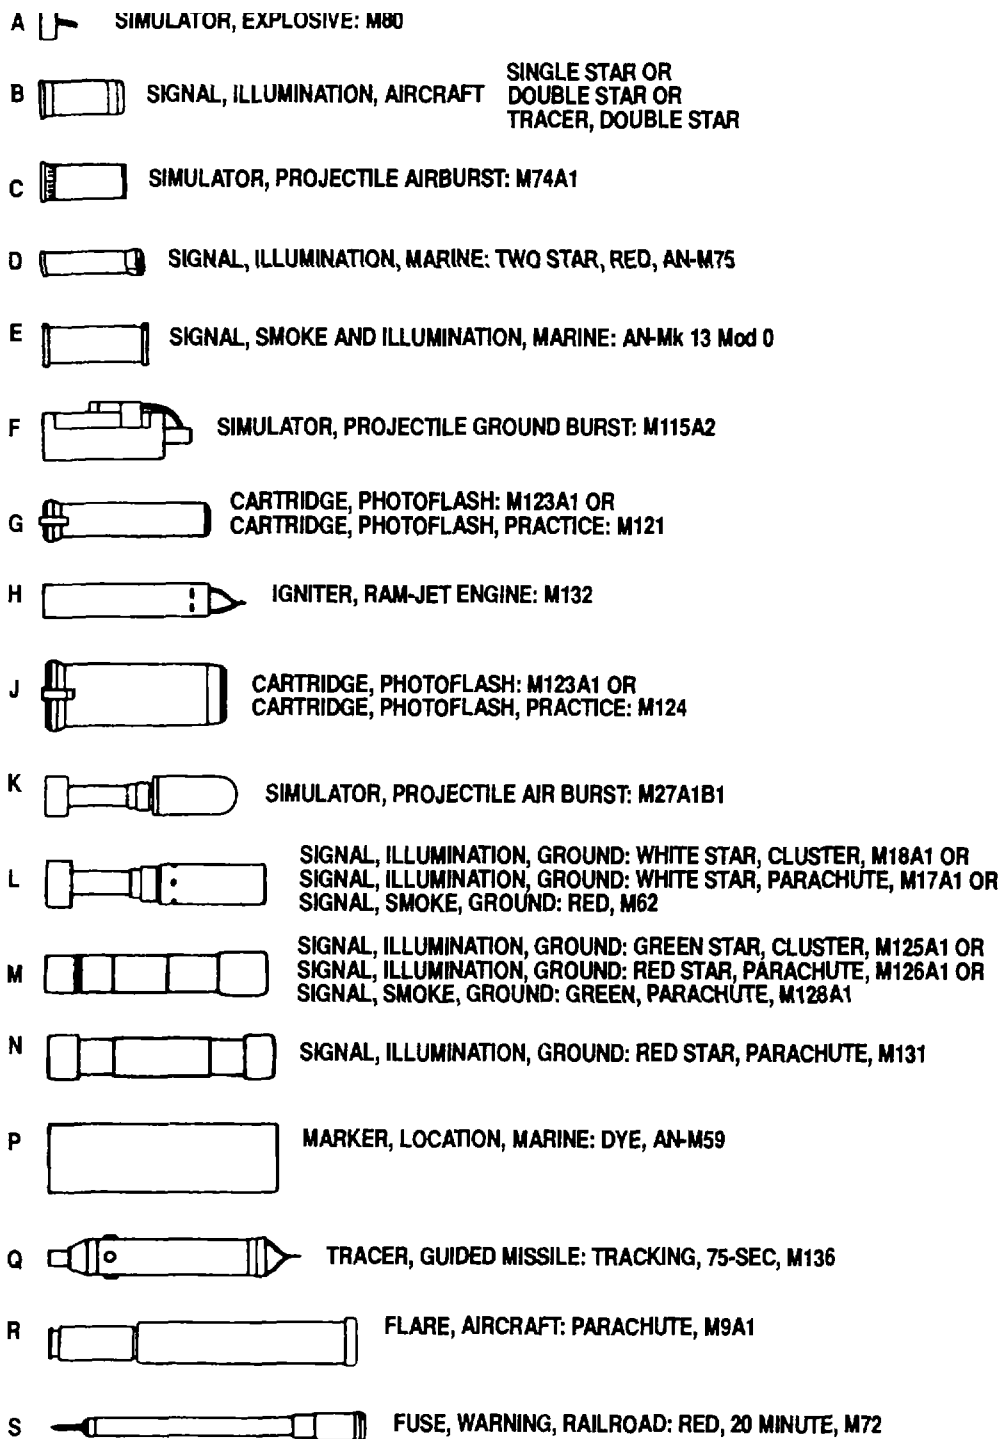 A SIMULATOR, EXPLOSIVE: M80
B SIGNAL, ILLUMINATION, AIRCRAFT SINGLE STAR OR
DOUBLE STAR OR
TRACER, DOUBLE STAR
C SIMULATOR, PROJECTILE AIRBURST: M74A1
D SIGNAL, ILLUMINATION, MARINE: TWO STAR, RED, AN-M75
E SIGNAL, SMOKE AND ILLUMINATION, MARINE: AN-Mk 13 Mod 0
F SIMULATOR, PROJECTILE GROUND BURST: M115A2
G CARTRIDGE, PHOTOFLASH: M123A1 OR
CARTRIDGE, PHOTOFLASH, PRACTICE: M121
H IGNITER, RAM-JET ENGINE: M132
J CARTRIDGE, PHOTOFLASH: M123A1 OR
CARTRIDGE, PHOTOFLASH, PRACTICE: M124
K SIMULATOR, PROJECTILE AIR BURST: M27A1B1
L SIGNAL, ILLUMINATION, GROUND: WHITE STAR, CLUSTER, M18A1 OR
SIGNAL, ILLUMINATION, GROUND: WHITE STAR, PARACHUTE, M17A1 OR
SIGNAL, SMOKE, GROUND: RED, M62
M SIGNAL, ILLUMINATION, GROUND: GREEN STAR, CLUSTER, M125A1 OR
SIGNAL, ILLUMINATION, GROUND: RED STAR, PARACHUTE, M126A1 OR
SIGNAL, SMOKE, GROUND: GREEN, PARACHUTE, M128A1
N SIGNAL, ILLUMINATION, GROUND: RED STAR, PARACHUTE, M131
P MARKER, LOCATION, MARINE: DYE, AN-M59
Q TRACER, GUIDED MISSILE: TRACKING, 75-SEC, M136
R FLARE, AIRCRAFT: PARACHUTE, M9A1
S FUSE, WARNING, RAILROAD: RED, 20 MINUTE, M72